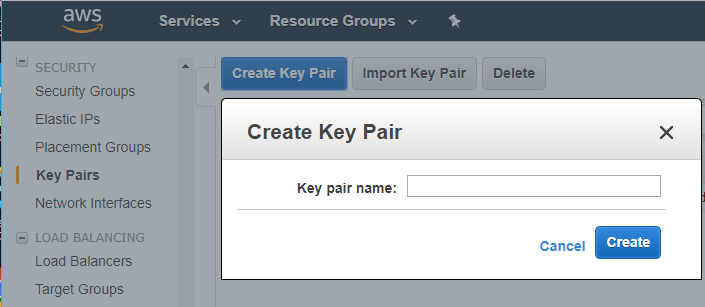 aws Services Resource Groups
SECURITY
Security Groups
Elastic IPs
Placement Groups
Key Pairs
Network Interfaces
LOAD BALANCING
Load Balancers
Target Groups
Create Key Pair Import Key Pair Delete
Create Key Pair
Key pair name:
Cancel Create